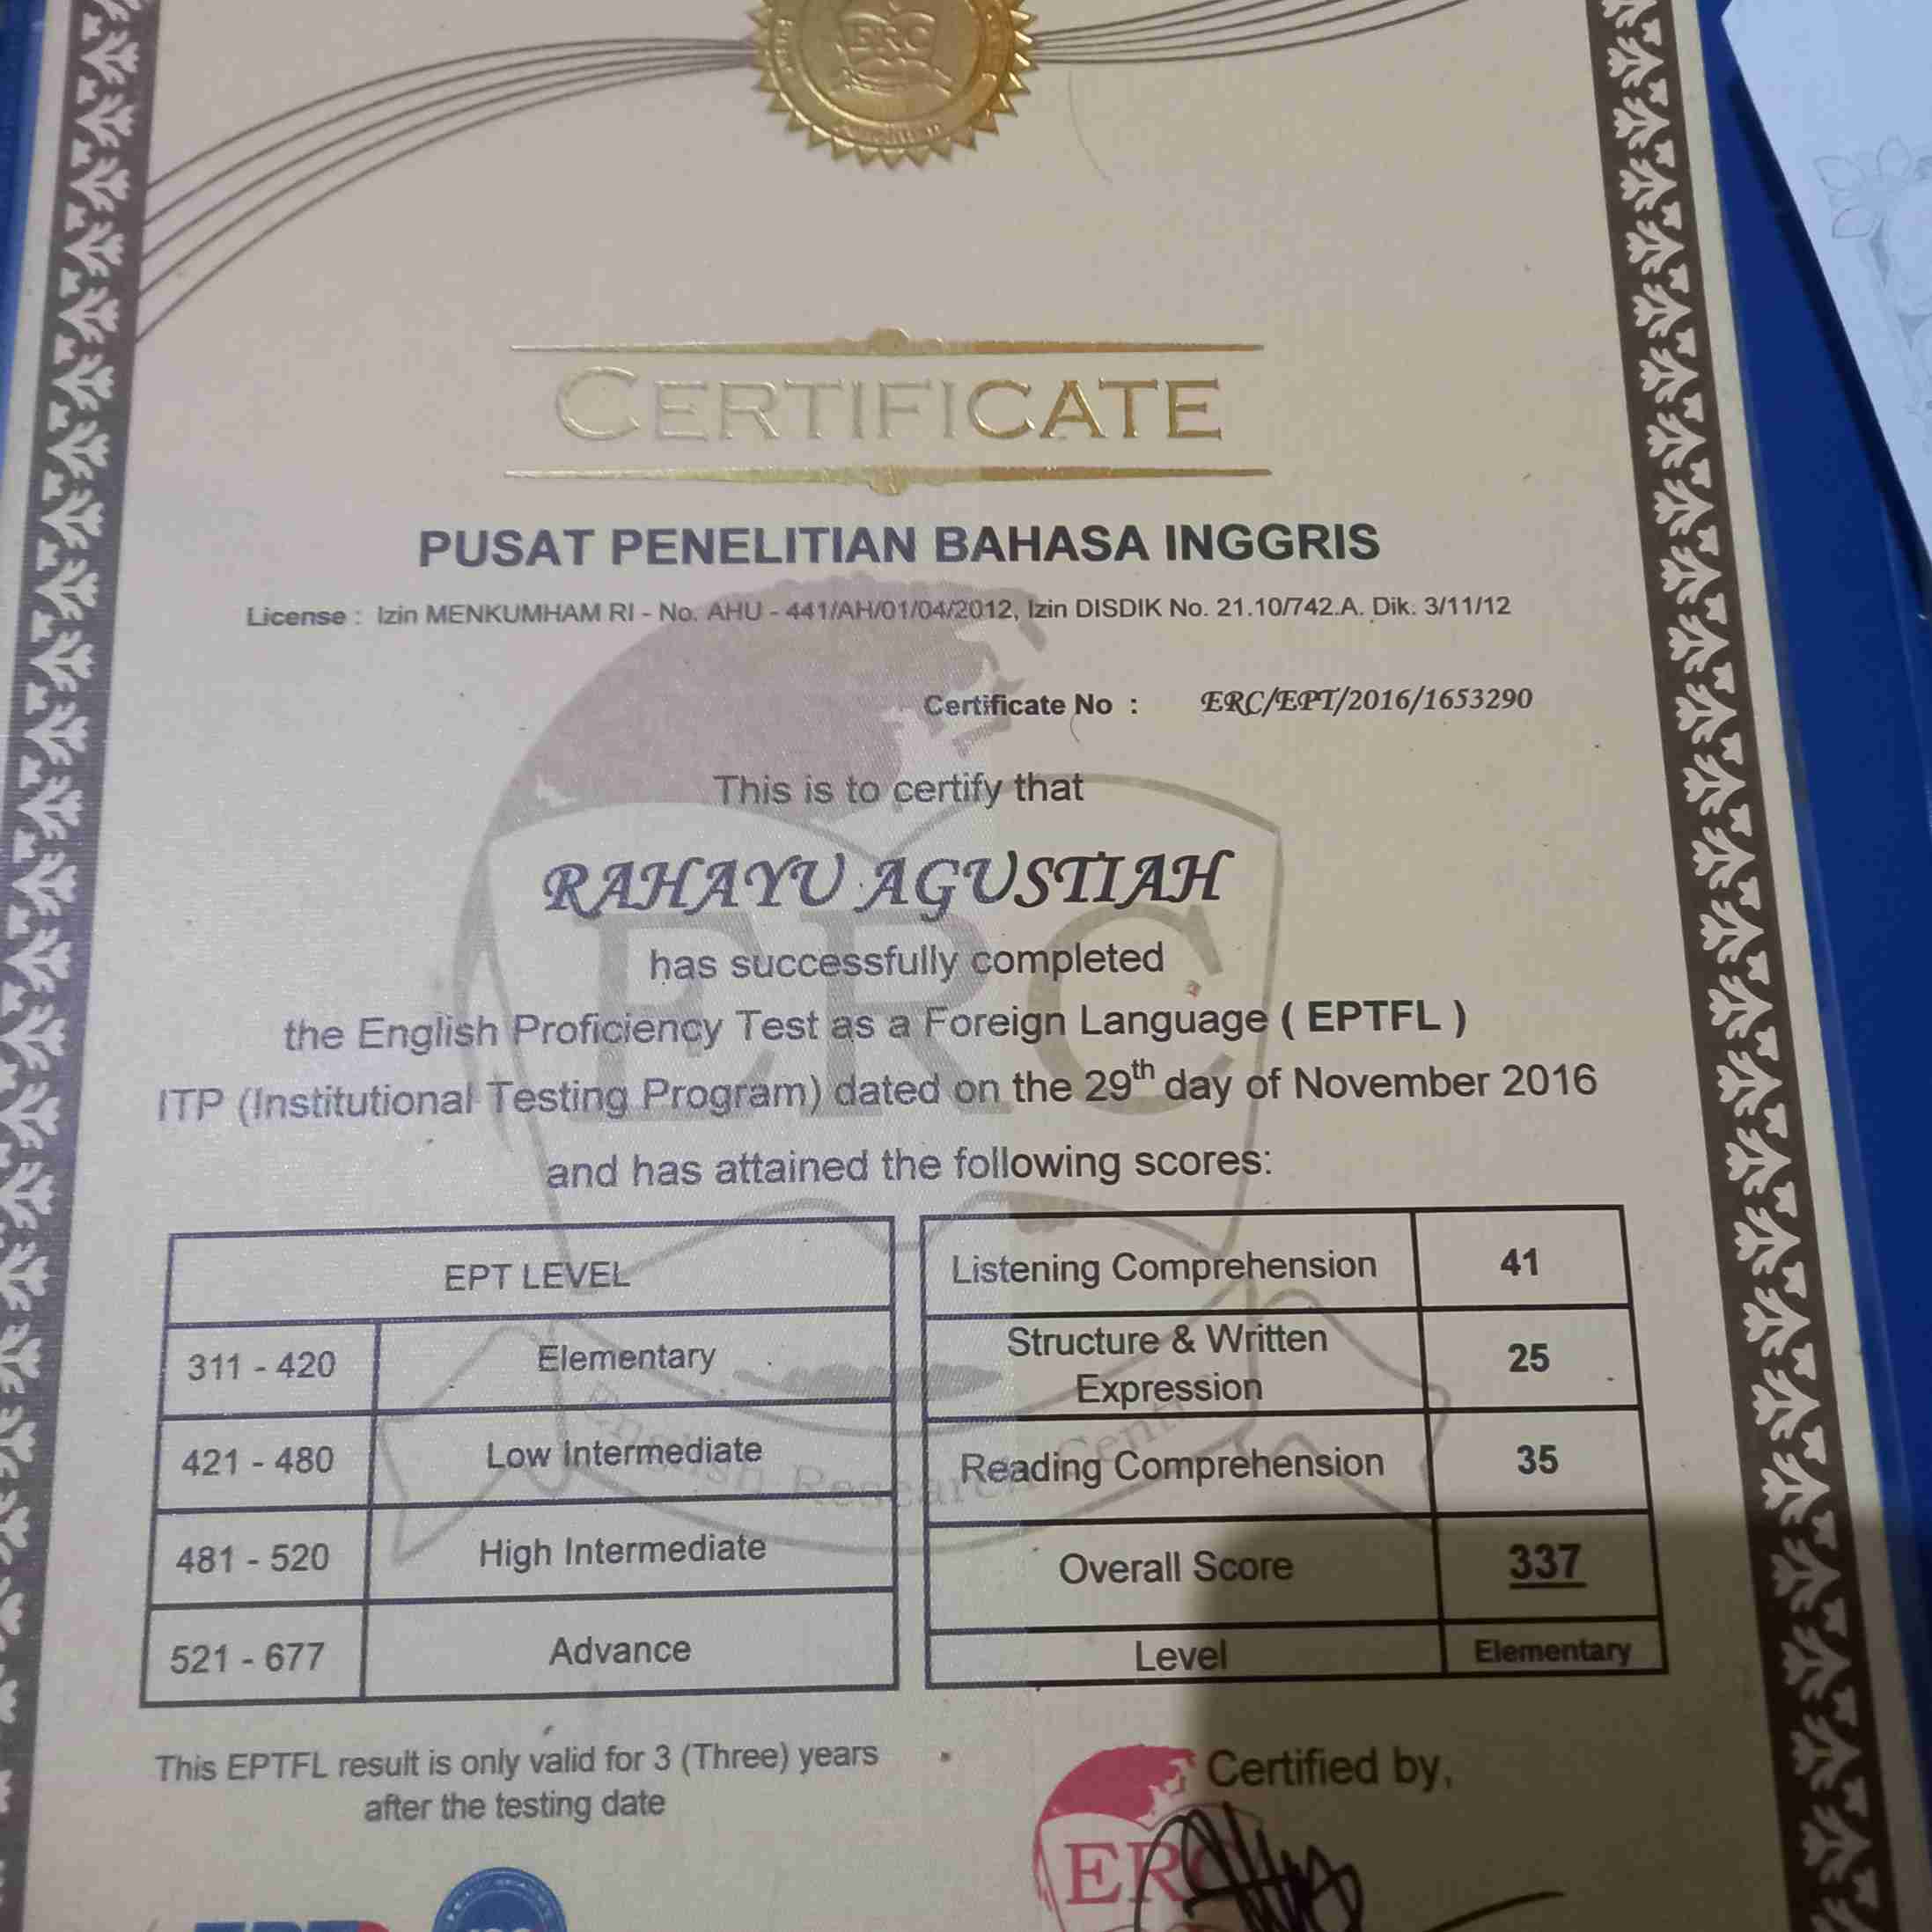 ERC
CERTIFICATE
PUSAT PENELITIAN BAHASA INGGRIS
License : Izin MENKUMHAM RI - No. AHU - 441/AH/01/04/2012, Izin DISDIK No. 21.10/742.A. Dik. 3/11/12
Certificate No : ERC/EPT/2016/1653290
This is to certify that
RAHAYU AGUSTIAH
has successfully completed
the English Proficiency Test as a Foreign Language ( EPTFL )
ITP (Institutional Testing Program) dated on the 29th day of November 2016
and has attained the following scores:
EPT LEVEL
311 - 420 Elementary
421 - 480 Low Intermediate
481 - 520 High Intermediate
521 - 677 Advance
Listening Comprehension 41
Structure & Written
Expression 25
Reading Comprehension 35
Overall Score 337
Level Elementary
ERC
English Research
This EPTFL result is only valid for 3 (Three) years
after the testing date
Certified by,
ERC